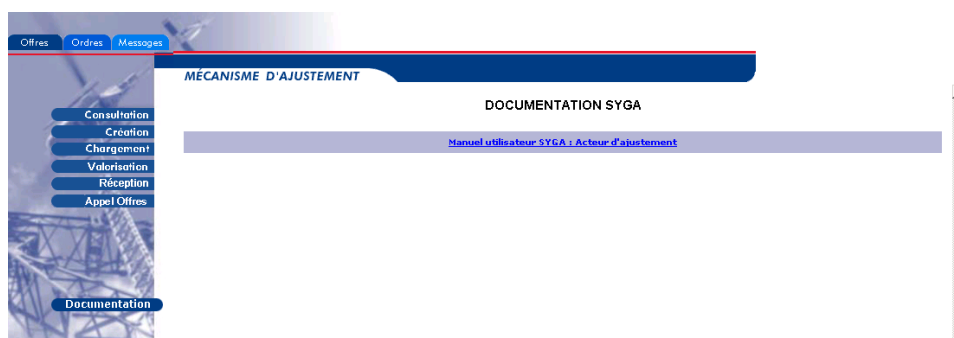 Offres Ordres Messages
MÉCANISME D'AJUSTEMENT
DOCUMENTATION SYGA
Manuel utilisateur SYGA : Acteur d'ajustement
Consultation
Création
Chargement
Valorisation
Réception
Appel Offres
Documentation